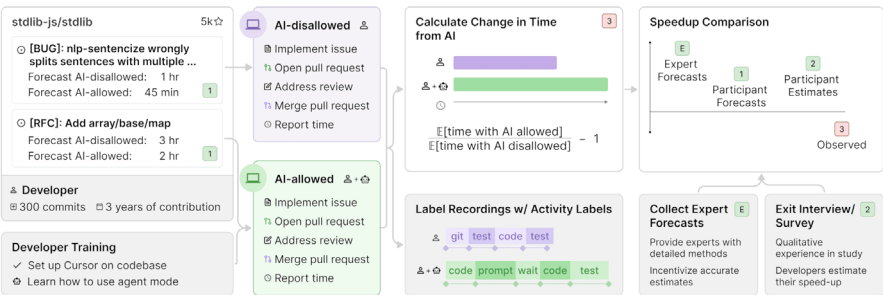 stdlib-js/stdlib
5k☆
[BUG]: nlp-sentencize wrongly
splits sentences with multiple ...
Forecast AI-disallowed: 1 hr
Forecast AI-allowed: 45 min
1
[RFC]: Add array/base/map
Forecast AI-disallowed: 3 hr
Forecast AI-allowed: 2 hr
1
Developer
300 commits
3 years of contribution
Developer Training
✓ Set up Cursor on codebase
Learn how to use agent mode
AI-disallowed
Implement issue
Open pull request
Address review
Merge pull request
Report time
AI-allowed
+
Implement issue
Open pull request
Address review
Merge pull request
Report time
Calculate Change in Time
from AI
3
+
𝔼[time with AI allowed]
𝔼[time with AI disallowed]
- 1
Label Recordings w/ Activity Labels
git test code test
+
code prompt wait code test
Speedup Comparison
E
Expert
Forecasts
1
Participant
Forecasts
2
Participant
Estimates
3
Observed
Collect Expert
Forecasts
E
Provide experts with
detailed methods
Incentivize accurate
estimates
Exit Interview/
Survey
2
Qualitative
experience in study
Developers estimate
their speed-up